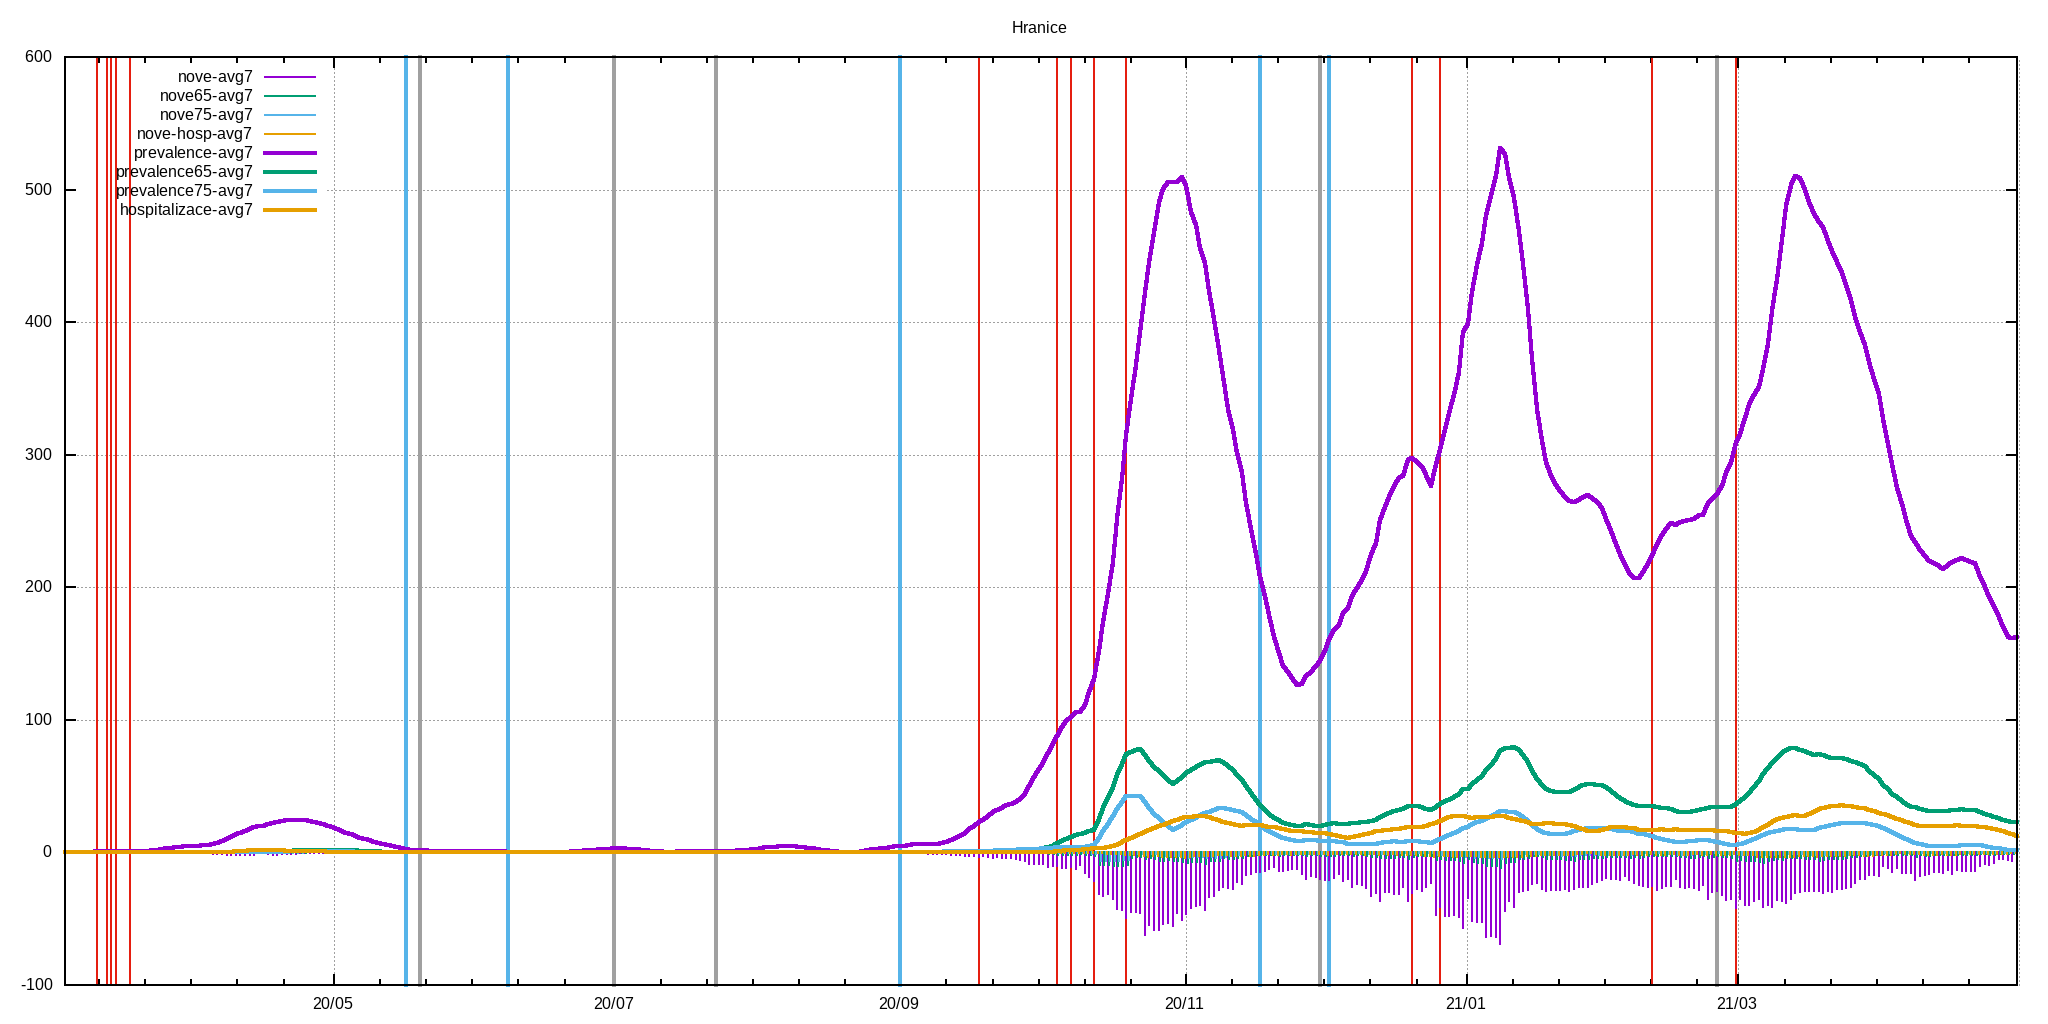 Hranice
600
500
400
300
200
100
0
-100
nove-avg7
nove65-avg7
nove75-avg7
nove-hosp-avg7
prevalence-avg7
prevalence65-avg7
prevalence75-avg7
hospitalizace-avg7
20/05 20/07 20/09 20/11 21/01 21/03